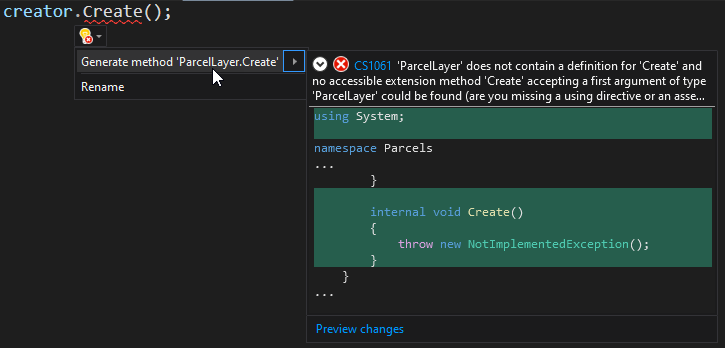 creator.Create();
Generate method 'ParcelLayer.Create'
Rename
CS1061 'ParcelLayer' does not contain a definition for 'Create' and
no accessible extension method 'Create' accepting a first argument of type
'ParcelLayer' could be found (are you missing a using directive or an asse...
using System;
namespace Parcels
...
}
internal void Create()
{
throw new NotImplementedException();
}
}
...
Preview changes